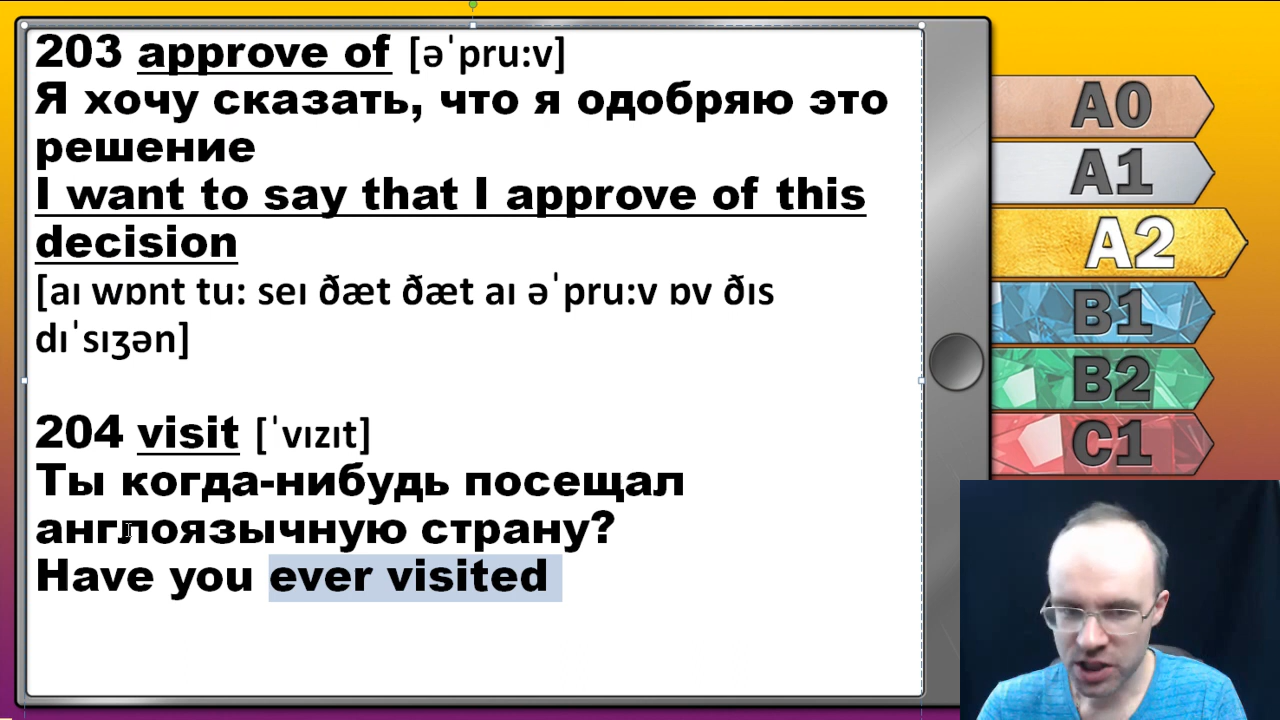 203 approve of [əˈpru:v]
Я хочу сказать, что я одобряю это
решение
I want to say that I approve of this
decision
[aɪ wɒnt tu: seɪ ðæt ðæt aɪ əˈpru:v ɒv ðɪs
dɪˈsɪʒən]
204 visit [ˈvɪzɪt]
Ты когда-нибудь посещал
англоязычную страну?
Have you ever visited
A0
A1
A2
B1
B2
C1